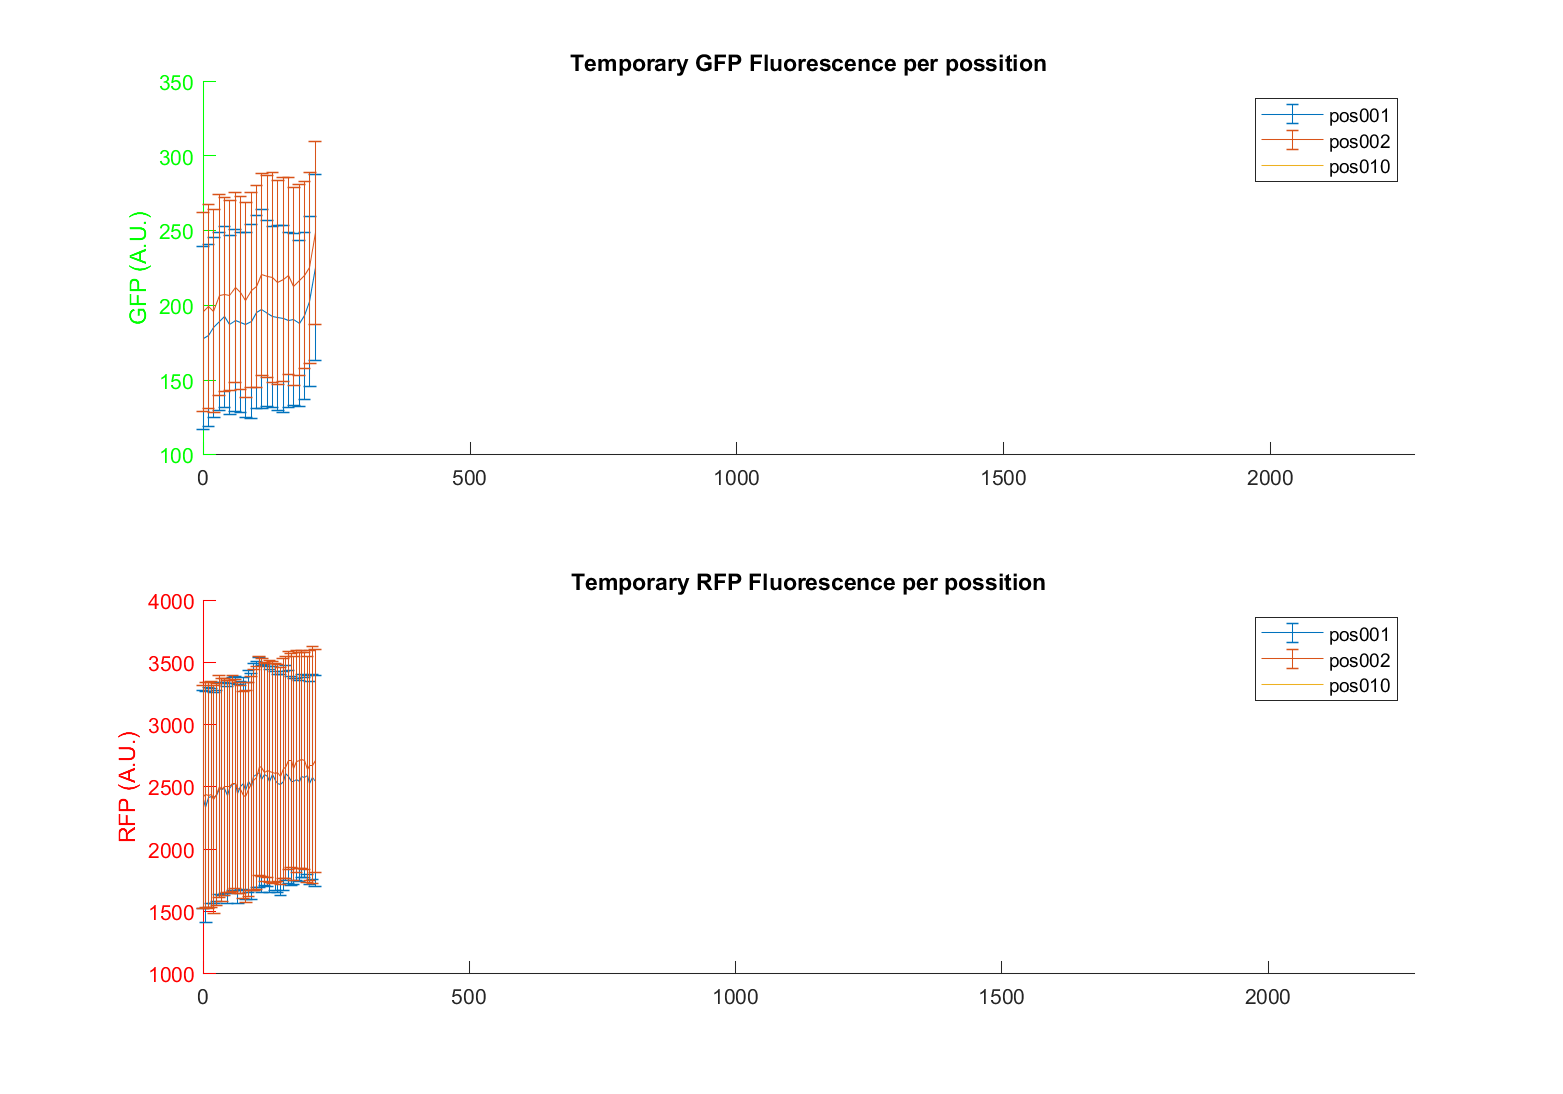 Temporary GFP Fluorescence per possition
350
300
250
200
150
100
GFP (A.U.)
0 500 1000 1500 2000
pos001
pos002
pos010
Temporary RFP Fluorescence per possition
4000
3500
3000
2500
2000
1500
1000
RFP (A.U.)
0 500 1000 1500 2000
pos001
pos002
pos010